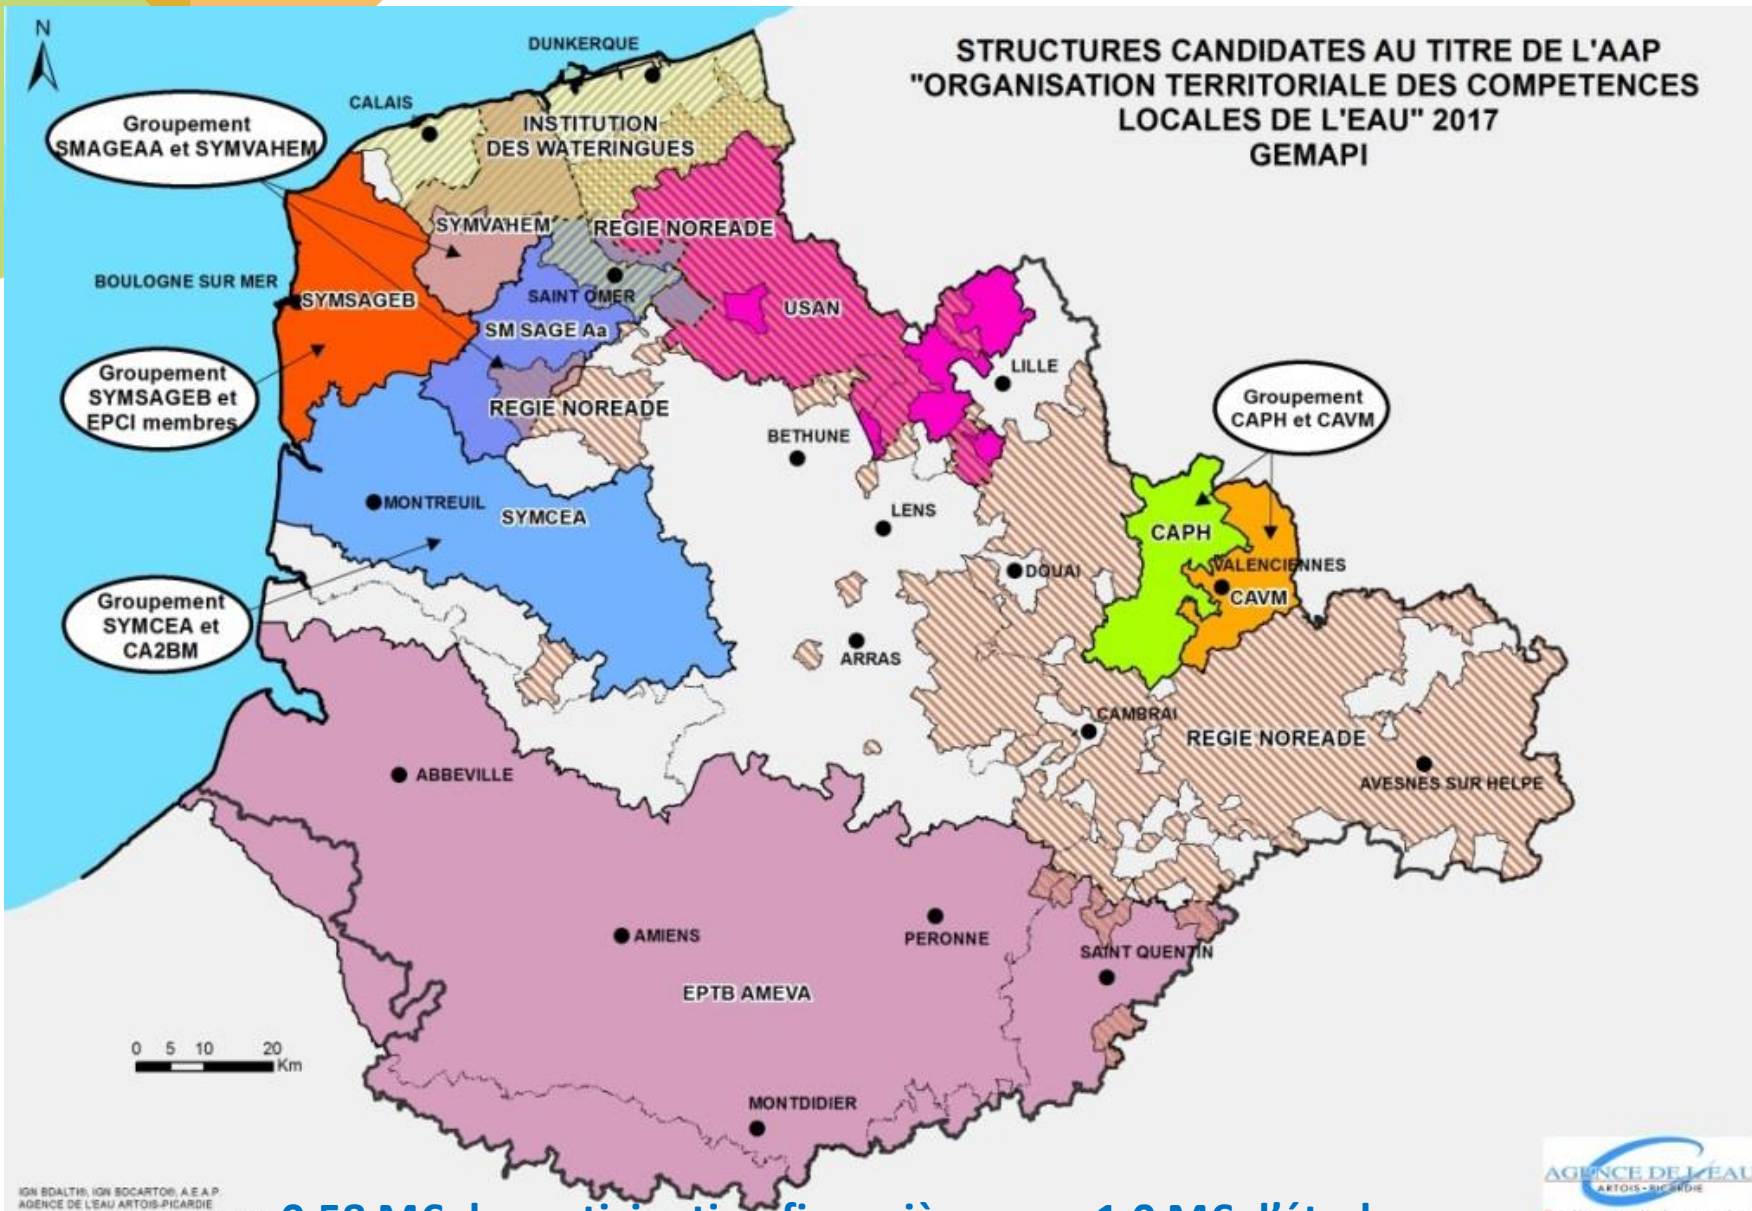 N
STRUCTURES CANDIDATES AU TITRE DE L'AAP
"ORGANISATION TERRITORIALE DES COMPETENCES
LOCALES DE L'EAU" 2017
GEMAPI
DUNKERQUE
CALAIS
Groupement
SMAGEAA et SYMVAHEM
INSTITUTION
DES WATERINGUES
SYMVAHEM
REGIE NOREADE
BOULOGNE SUR MER
SYMSAGEB
SAINT OMER
USAN
SM SAGE Aa
LILLE
Groupement
SYMSAGEB et
EPCI membres
REGIE NOREADE
Groupement
CAPH et CAVM
BETHUNE
MONTREUIL
SYMCEA
LENS
CAPH
DOUAI
VALENCIENNES
CAVM
Groupement
SYMCEA et
CA2BM
ARRAS
CAMBRAI
REGIE NOREADE
ABBEVILLE
AVESNES SUR HELPE
AMIENS
PERONNE
SAINT QUENTIN
EPTB AMEVA
0 5 10 20
Km
MONTDIDIER
IGN BDALTI®, IGN BDCARTO®, A.E.A.P.
AGENCE DE L'EAU ARTOIS-PICARDIE
AGENCE DE L'EAU
ARTOIS - PICARDIE